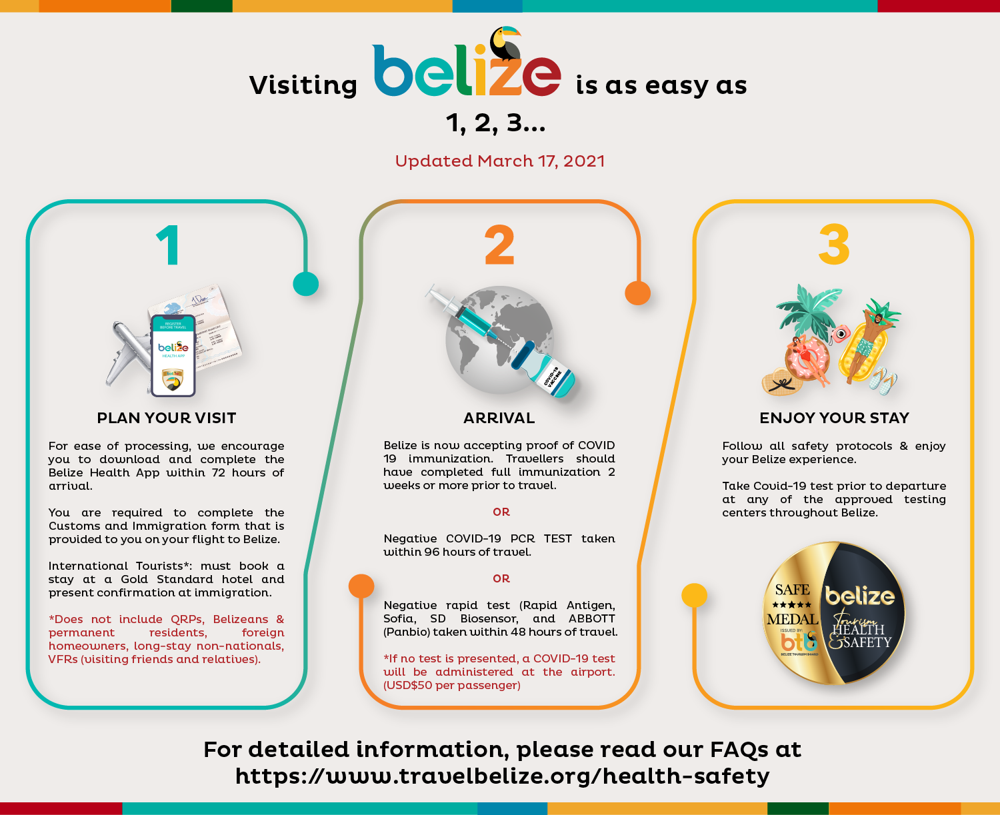 Visiting belize is as easy as
1, 2, 3...
Updated March 17, 2021
1
REGISTER
BEFORE TRAVEL
belize
HEALTH APP
belize
PLAN YOUR VISIT
For ease of processing, we encourage
you to download and complete the
Belize Health App within 72 hours of
arrival.
You are required to complete the
Customs and Immigration form that is
provided to you on your flight to Belize.
International Tourists*: must book a
stay at a Gold Standard hotel and
present confirmation at immigration.
*Does not include QRPs, Belizeans &
permanent residents, foreign
homeowners, long-stay non-nationals,
VFRs (visiting friends and relatives).
2
COVID-19
VACCINE
ARRIVAL
Belize is now accepting proof of COVID
19 immunization. Travellers should
have completed full immunization 2
weeks or more prior to travel.
OR
Negative COVID-19 PCR TEST taken
within 96 hours of travel.
OR
Negative rapid test (Rapid Antigen,
Sofia, SD Biosensor, and ABBOTT
(Panbio) taken within 48 hours of travel.
*If no test is presented, a COVID-19 test
will be administered at the airport.
(USD$50 per passenger)
3
ENJOY YOUR STAY
Follow all safety protocols & enjoy
your Belize experience.
Take Covid-19 test prior to departure
at any of the approved testing
centers throughout Belize.
SAFE
MEDAL
ISSUED BY:
btb
BELIZE TOURISM BOARD
belize
Tourism
HEALTH
&SAFETY
For detailed information, please read our FAQs at
https://www.travelbelize.org/health-safety